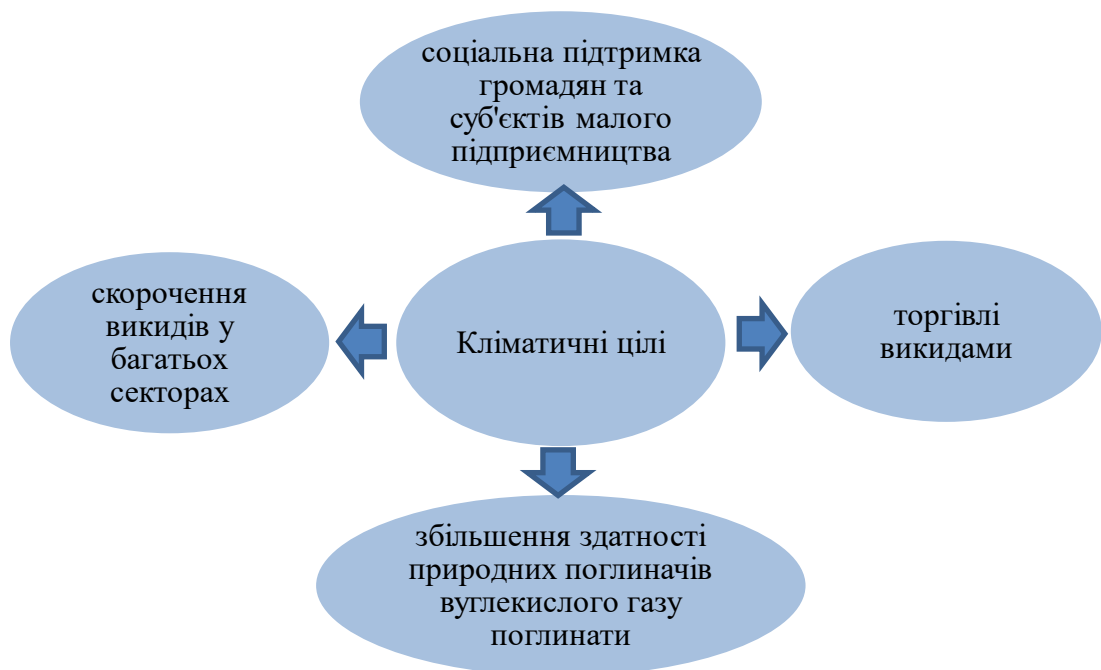 соціальна підтримка
громадян та
суб'єктів малого
підприємництва
скорочення
викидів у
багатьох
секторах
Кліматичні цілі
торгівлі
викидами
збільшення здатності
природних поглиначів
вуглекислого газу
поглинати